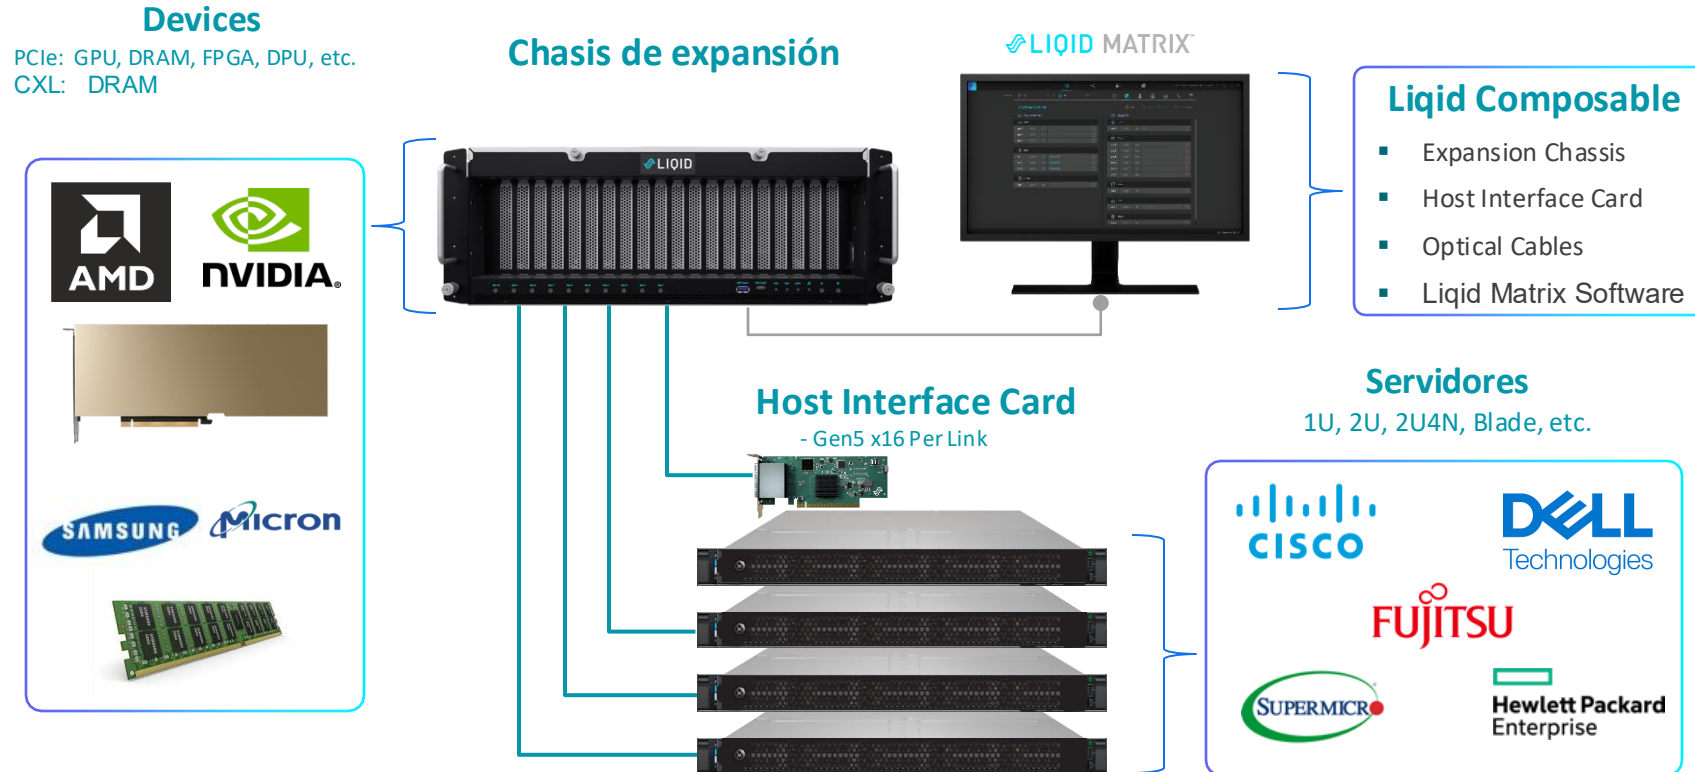 Devices
PCIe: GPU, DRAM, FPGA, DPU, etc.
CXL: DRAM
AMD
NVIDIA®
SAMSUNG
Micron
Chasis de expansión
LIQID
LIQID MATRIX™
Liqid Composable
▪ Expansion Chassis
▪ Host Interface Card
▪ Optical Cables
▪ Liqid Matrix Software
Host Interface Card
- Gen5 x16 Per Link
Servidores
1U, 2U, 2U4N, Blade, etc.
CISCO
DELL
Technologies
FUJITSU
SUPERMICRO
Hewlett Packard
Enterprise